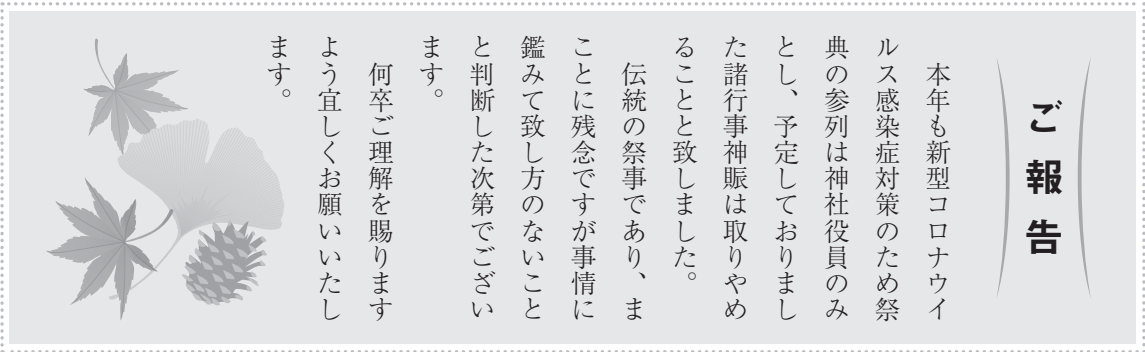 ご報告
　本年も新型コロナウイ
ルス感染症対策のため祭
典の参列は神社役員のみ
とし、予定しておりまし
た諸行事神賑は取りやめ
ることと致しました。
　伝統の祭事であり、ま
ことに残念ですが事情に
鑑みて致し方のないこと
と判断した次第でござい
ます。
　何卒ご理解を賜ります
よう宜しくお願いいたし
ます。